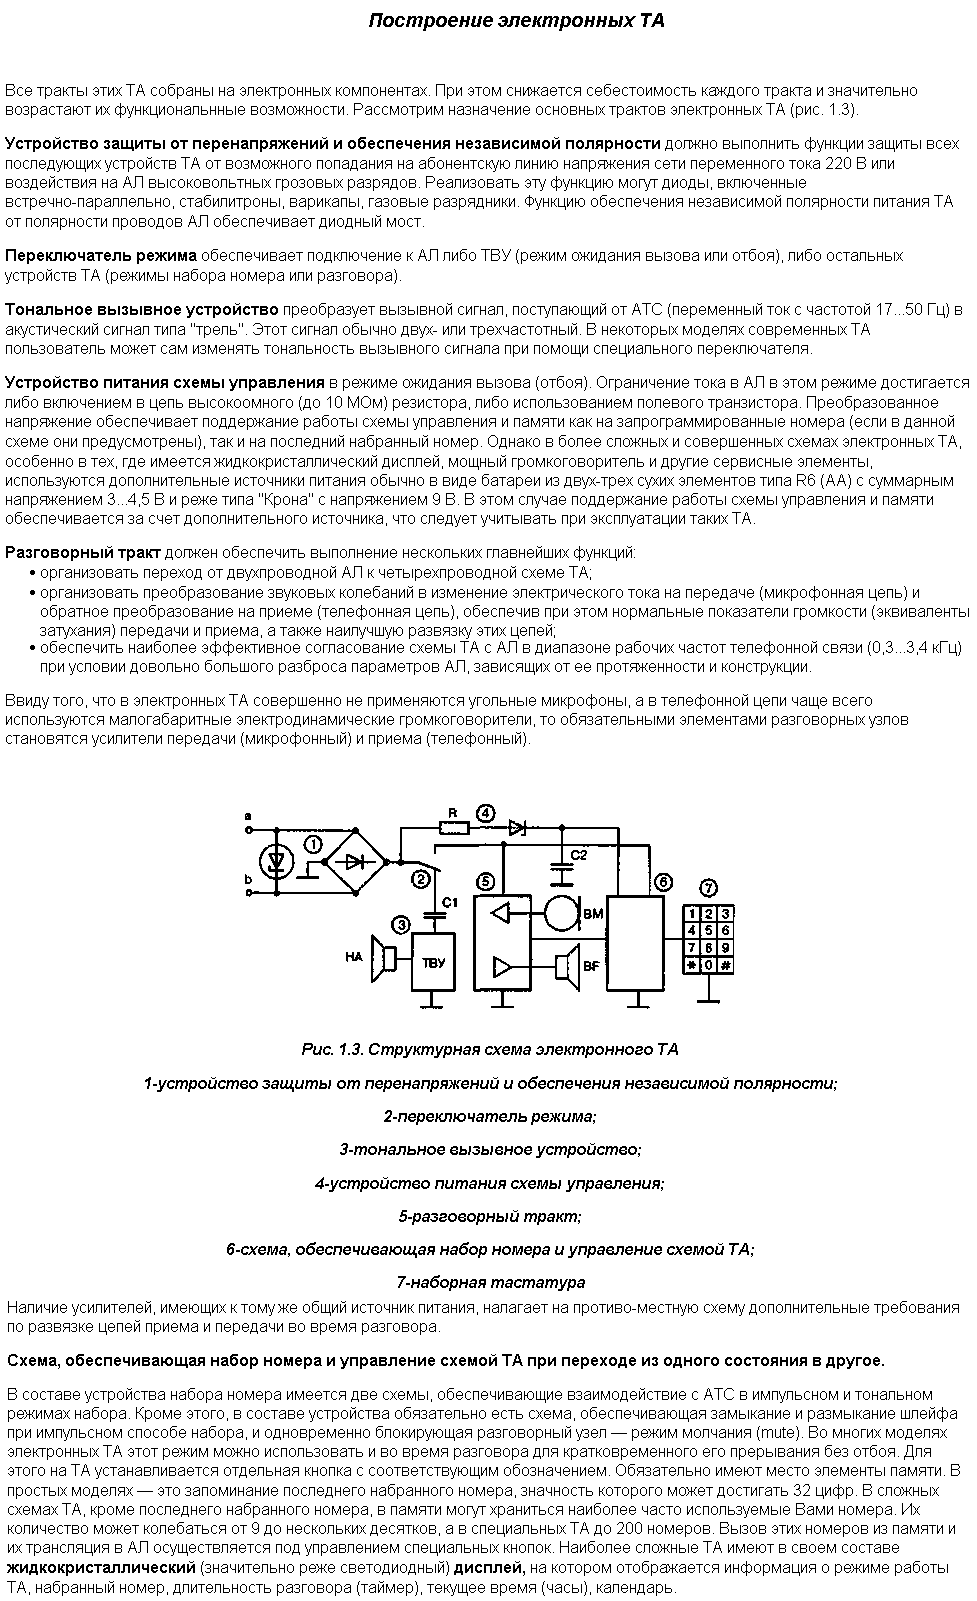 Построение электронных ТА
Все тракты этих ТА собраны на электронных компонентах. При этом снижается себестоимость каждого тракта и значительно
возрастают их функциональнные возможности. Рассмотрим назначение основных трактов электронных ТА (рис. 1.3).
Устройство защиты от перенапряжений и обеспечения независимой полярности должно выполнить функции защиты всех
последующих устройств ТА от возможного попадания на абонентскую линию напряжения сети переменного тока 220 В или
воздействия на АЛ высоковольтных грозовых разрядов. Реализовать эту функцию могут диоды, включенные
встречно-параллельно, стабилитроны, варикапы, газовые разрядники. Функцию обеспечения независимой полярности питания ТА
от полярности проводов АЛ обеспечивает диодный мост.
Переключатель режима обеспечивает подключение к АЛ либо ТВУ (режим ожидания вызова или отбоя), либо остальных
устройств ТА (режимы набора номера или разговора).
Тональное вызывное устройство преобразует вызывной сигнал, поступающий от АТС (переменный ток с частотой 17...50 Гц) в
акустический сигнал типа "трель". Этот сигнал обычно двух- или трехчастотный. В некоторых моделях современных ТА
пользователь может сам изменять тональность вызывного сигнала при помощи специального переключателя.
Устройство питания схемы управления в режиме ожидания вызова (отбоя). Ограничение тока в АЛ в этом режиме достигается
либо включением в цепь высокоомного (до 10 МОм) резистора, либо использованием полевого транзистора. Преобразованное
напряжение обеспечивает поддержание работы схемы управления и памяти как на запрограммированные номера (если в данной
схеме они предусмотрены), так и на последний набранный номер. Однако в более сложных и совершенных схемах электронных ТА,
особенно в тех, где имеется жидкокристаллический дисплей, мощный громкоговоритель и другие сервисные элементы,
используются дополнительные источники питания обычно в виде батареи из двух-трех сухих элементов типа R6 (АА) с суммарным
напряжением 3...4,5 В и реже типа "Крона" с напряжением 9 В. В этом случае поддержание работы схемы управления и памяти
обеспечивается за счет дополнительного источника, что следует учитывать при эксплуатации таких ТА.
Разговорный тракт должен обеспечить выполнение нескольких главнейших функций:
• организовать переход от двухпроводной АЛ к четырехпроводной схеме ТА;
• организовать преобразование звуковых колебаний в изменение электрического тока на передаче (микрофонная цепь) и
обратное преобразование на приеме (телефонная цепь), обеспечив при этом нормальные показатели громкости (эквиваленты
затухания) передачи и приема, а также наилучшую развязку этих цепей;
• обеспечить наиболее эффективное согласование схемы ТА с АЛ в диапазоне рабочих частот телефонной связи (0,3...3,4 кГц)
при условии довольно большого разброса параметров АЛ, зависящих от ее протяженности и конструкции.
Ввиду того, что в электронных ТА совершенно не применяются угольные микрофоны, а в телефонной цепи чаще всего
используются малогабаритные электродинамические громкоговорители, то обязательными элементами разговорных узлов
становятся усилители передачи (микрофонный) и приема (телефонный).
a
b
1
R
4
2
C1
3
НА
ТВУ
5
C2
ВМ
BF
6
7
1 2 3
4 5 6
7 8 9
* 0 #
Рис. 1.3. Структурная схема электронного ТА
1-устройство защиты от перенапряжений и обеспечения независимой полярности;
2-переключатель режима;
3-тональное вызывное устройство;
4-устройство питания схемы управления;
5-разговорный тракт;
6-схема, обеспечивающая набор номера и управление схемой ТА;
7-наборная тастатура
Наличие усилителей, имеющих к тому же общий источник питания, налагает на противо-местную схему дополнительные требования
по развязке цепей приема и передачи во время разговора.
Схема, обеспечивающая набор номера и управление схемой ТА при переходе из одного состояния в другое.
В составе устройства набора номера имеется две схемы, обеспечивающие взаимодействие с АТС в импульсном и тональном
режимах набора. Кроме этого, в составе устройства обязательно есть схема, обеспечивающая замыкание и размыкание шлейфа
при импульсном способе набора, и одновременно блокирующая разговорный узел — режим молчания (mute). Во многих моделях
электронных ТА этот режим можно использовать и во время разговора для кратковременного его прерывания без отбоя. Для
этого на ТА устанавливается отдельная кнопка с соответствующим обозначением. Обязательно имеют место элементы памяти. В
простых моделях — это запоминание последнего набранного номера, значность которого может достигать 32 цифр. В сложных
схемах ТА, кроме последнего набранного номера, в памяти могут храниться наиболее часто используемые Вами номера. Их
количество может колебаться от 9 до нескольких десятков, а в специальных ТА до 200 номеров. Вызов этих номеров из памяти и
их трансляция в АЛ осуществляется под управлением специальных кнопок. Наиболее сложные ТА имеют в своем составе
жидкокристаллический (значительно реже светодиодный) дисплей, на котором отображается информация о режиме работы
ТА, набранный номер, длительность разговора (таймер), текущее время (часы), календарь.